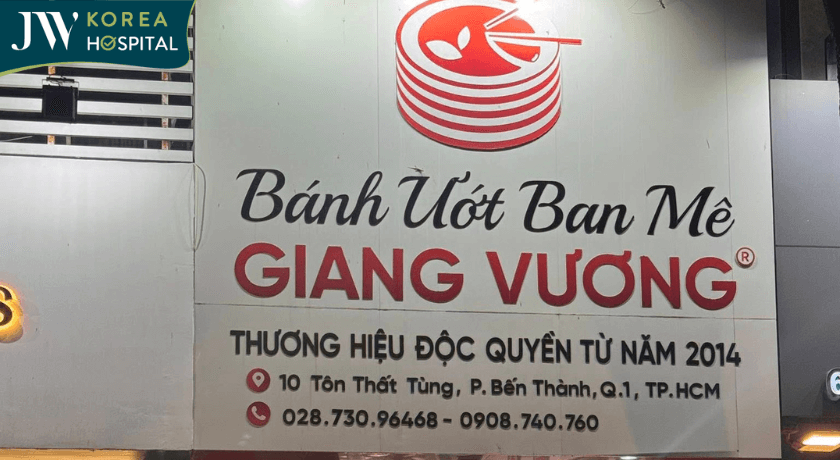 JW KOREA
HOSPITAL
Bánh Ướt Ban Mê
GIANG VƯƠNG®
THƯƠNG HIỆU ĐỘC QUYỀN TỪ NĂM 2014
10 Tôn Thất Tùng, P. Bến Thành, Q.1, TP.HCM
028.730.96468 - 0908.740.760